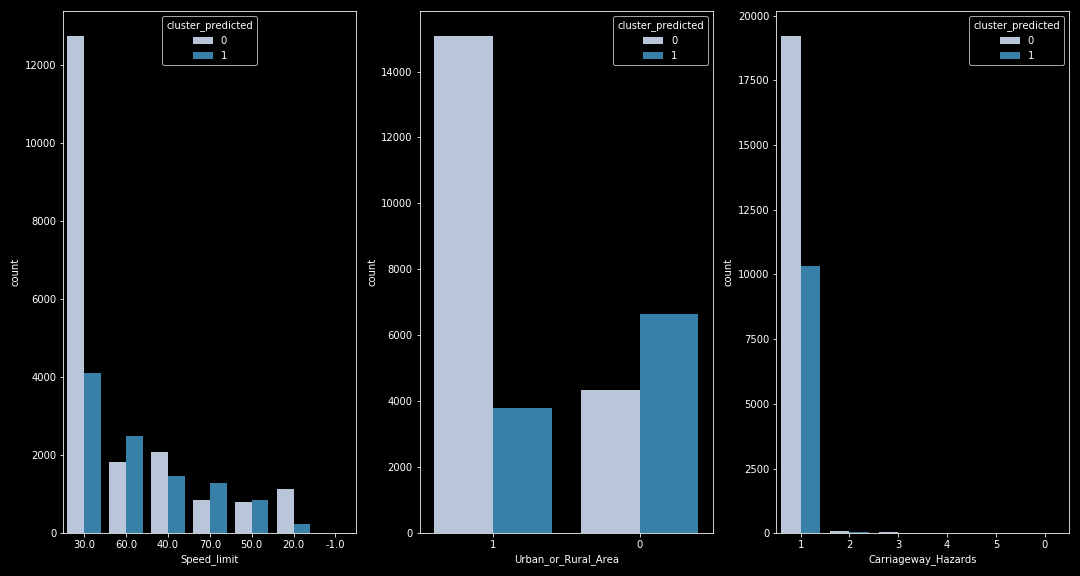 cluster_predicted
0
1
12000
10000
8000
6000
4000
2000
0
count
30.0 60.0 40.0 70.0 50.0 20.0 -1.0
Speed_limit
cluster_predicted
0
1
14000
12000
10000
8000
6000
4000
2000
0
count
1 0
Urban_or_Rural_Area
cluster_predicted
0
1
20000
17500
15000
12500
10000
7500
5000
2500
0
count
1 2 3 4 5 0
Carriageway_Hazards